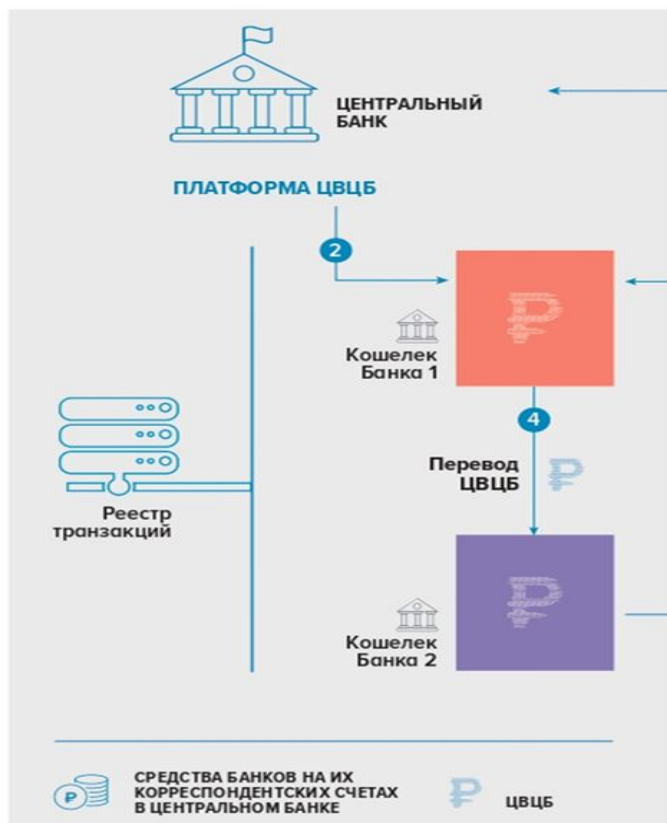 ЦЕНТРАЛЬНЫЙ
БАНК
ПЛАТФОРМА ЦВЦБ
2
Кошелек
Банка 1
4
Перевод
ЦВЦБ
Реестр
транзакций
Кошелек
Банка 2
СРЕДСТВА БАНКОВ НА ИХ
КОРРЕСПОНДЕНТСКИХ СЧЕТАХ
В ЦЕНТРАЛЬНОМ БАНКЕ
ЦВЦБ